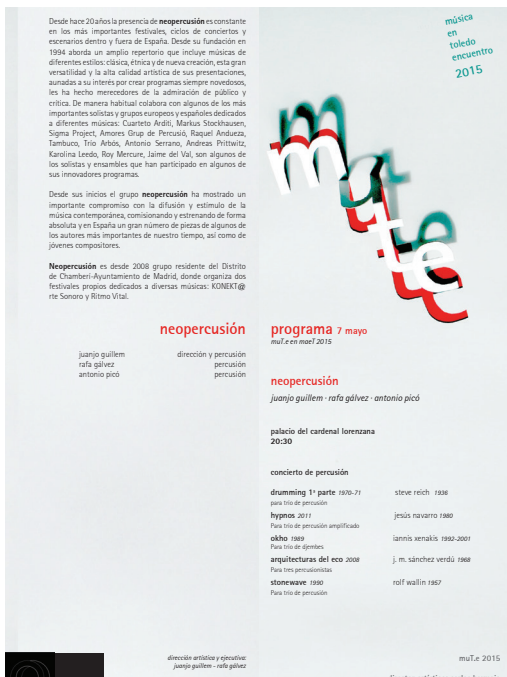 Desde hace 20 años la presencia de neopercusión es constante
en los más importantes festivales, ciclos de conciertos y
escenarios dentro y fuera de España. Desde su fundación en
1994 aborda un amplio repertorio que incluye músicas de
diferentes estilos: clásica, étnica y de nueva creación, esta gran
versatilidad y la alta calidad artística de sus presentaciones,
aunadas a su interés por crear programas siempre novedosos,
les ha hecho merecedores de la admiración de público y
crítica. De manera habitual colabora con algunos de los más
importantes solistas y grupos europeos y españoles dedicados
a diferentes músicas: Cuarteto Arditi, Markus Stockhausen,
Sigma Project, Amores Grup de Percusió, Raquel Andueza,
Tambuco, Trío Arbós, Antonio Serrano, Andreas Prittwitz,
Karolina Leedo, Roy Mercure, Jaime del Val, son algunos de
los solistas y ensambles que han participado en algunos de
sus innovadores programas.
Desde sus inicios el grupo neopercusión ha mostrado un
importante compromiso con la difusión y estímulo de la
música contemporánea, comisionando y estrenando de forma
absoluta y en España un gran número de piezas de algunos de
los autores más importantes de nuestro tiempo, así como de
jóvenes compositores.
Neopercusión es desde 2008 grupo residente del Distrito
de Chamberí-Ayuntamiento de Madrid, donde organiza dos
festivales propios dedicados a diversas músicas: KONEKT@
rte Sonoro y Ritmo Vital.
neopercusión
juanjo guillem dirección y percusión
rafa gálvez percusión
antonio picó percusión
dirección artística y ejecutiva:
juanjo guillem - rafa gálvez
música
en
toledo
encuentro
2015
mut.e
programa 7 mayo
muT.e en maeT 2015
neopercusión
juanjo guillem · rafa gálvez · antonio picó
palacio del cardenal lorenzana
20:30
concierto de percusión
drumming 1ª parte 1970-71 steve reich 1936
para trío de percusión
hypnos 2011 jesús navarro 1980
Para trío de percusión amplificado
okho 1989 iannis xenakis 1992-2001
Para trío de djembes
arquitecturas del eco 2008 j. m. sánchez verdú 1968
Para tres percusionistas
stonewave 1990 rolf wallin 1957
Para trío de percusión
muT.e 2015